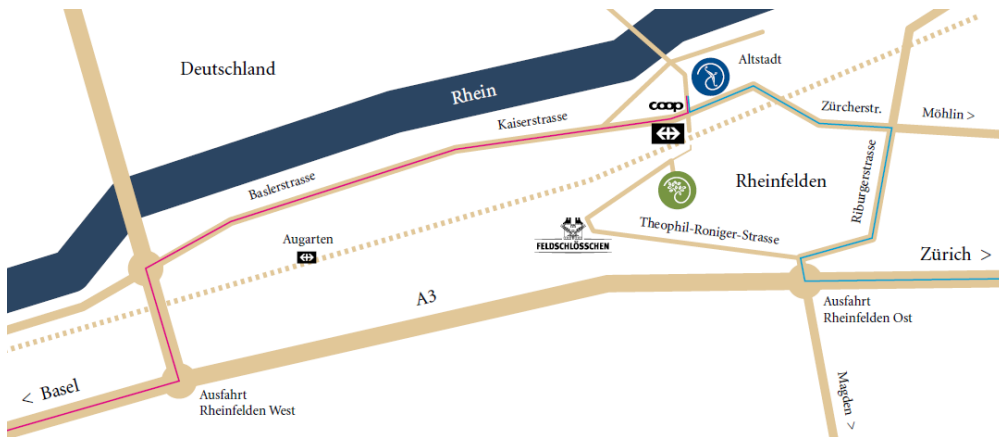 Deutschland
Rhein
Altstadt
coop
Kaiserstrasse
Zürcherstr.
Möhlin >
Baslerstrasse
Riburgerstrasse
Rheinfelden
Augarten
FELDSCHLÖSSCHEN
Theophil-Roniger-Strasse
Zürich >
A3
Ausfahrt
Rheinfelden Ost
< Basel
Ausfahrt
Rheinfelden West
Magden >